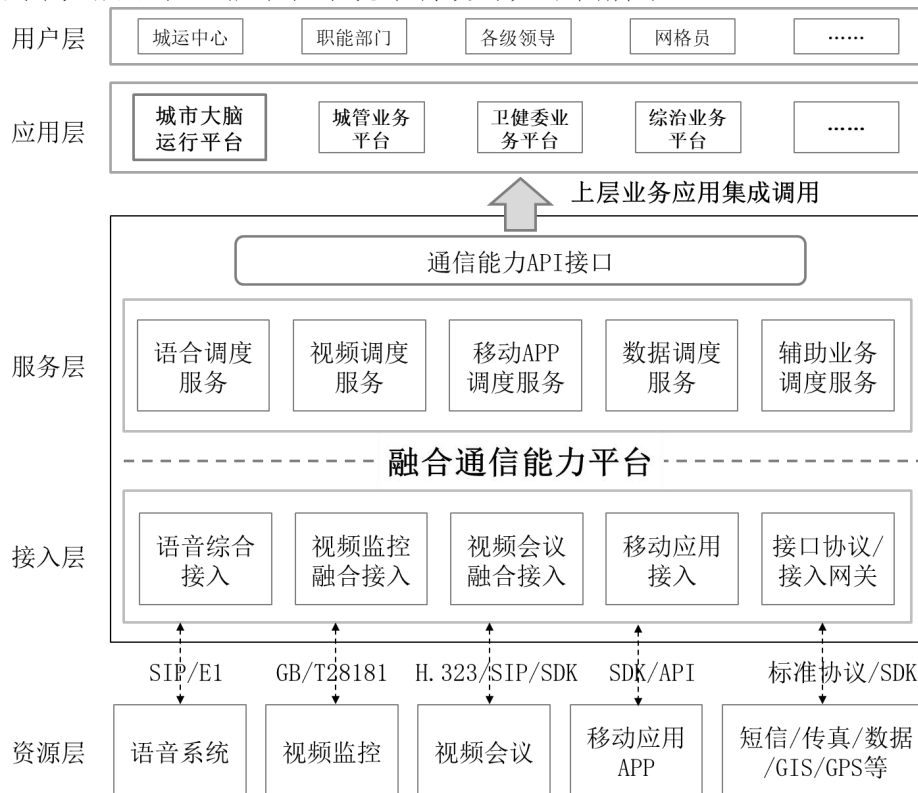 用户层
城运中心
职能部门
各级领导
网格员
……
应用层
城市大脑
运行平台
城管业务
平台
卫健委业
务平台
综治业务
平台
……
上层业务应用集成调用
通信能力API接口
服务层
语合调度
服务
视频调度
服务
移动APP
调度服务
数据调度
服务
辅助业务
调度服务
融合通信能力平台
接入层
语音综合
接入
视频监控
融合接入
视频会议
融合接入
移动应用
接入
接口协议/
接入网关
SIP/E1
GB/T28181
H.323/SIP/SDK
SDK/API
标准协议/SDK
资源层
语音系统
视频监控
视频会议
移动应用
APP
短信/传真/数据
/GIS/GPS等